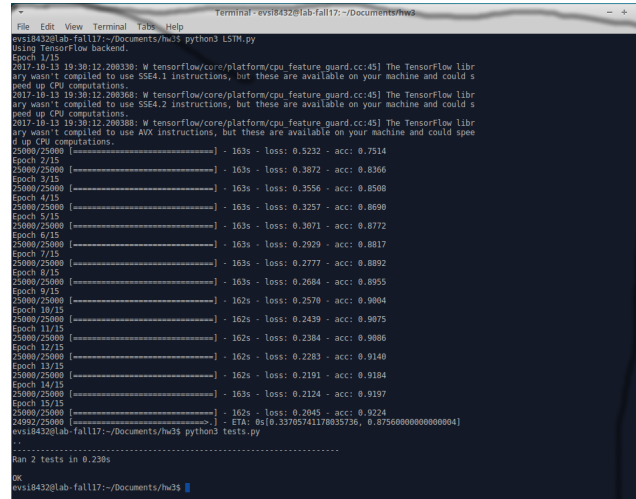 Terminal - evsi8432@lab-fall17: ~/Documents/hw3
File Edit View Terminal Tabs Help
evsi8432@lab-fall17:~/Documents/hw3$ python3 LSTM.py
Using TensorFlow backend.
Epoch 1/15
2017-10-13 19:30:12.200330: W tensorflow/core/platform/cpu_feature_guard.cc:45] The TensorFlow libr
ary wasn't compiled to use SSE4.1 instructions, but these are available on your machine and could s
peed up CPU computations.
2017-10-13 19:30:12.200368: W tensorflow/core/platform/cpu_feature_guard.cc:45] The TensorFlow libr
ary wasn't compiled to use SSE4.2 instructions, but these are available on your machine and could s
peed up CPU computations.
2017-10-13 19:30:12.200388: W tensorflow/core/platform/cpu_feature_guard.cc:45] The TensorFlow libr
ary wasn't compiled to use AVX instructions, but these are available on your machine and could spee
d up CPU computations.
25000/25000 [==============================] - 163s - loss: 0.5232 - acc: 0.7514
Epoch 2/15
25000/25000 [==============================] - 163s - loss: 0.3872 - acc: 0.8366
Epoch 3/15
25000/25000 [==============================] - 163s - loss: 0.3556 - acc: 0.8508
Epoch 4/15
25000/25000 [==============================] - 163s - loss: 0.3257 - acc: 0.8690
Epoch 5/15
25000/25000 [==============================] - 163s - loss: 0.3071 - acc: 0.8772
Epoch 6/15
25000/25000 [==============================] - 163s - loss: 0.2929 - acc: 0.8817
Epoch 7/15
25000/25000 [==============================] - 163s - loss: 0.2777 - acc: 0.8892
Epoch 8/15
25000/25000 [==============================] - 163s - loss: 0.2684 - acc: 0.8955
Epoch 9/15
25000/25000 [==============================] - 162s - loss: 0.2570 - acc: 0.9004
Epoch 10/15
25000/25000 [==============================] - 162s - loss: 0.2439 - acc: 0.9075
Epoch 11/15
25000/25000 [==============================] - 162s - loss: 0.2384 - acc: 0.9086
Epoch 12/15
25000/25000 [==============================] - 162s - loss: 0.2283 - acc: 0.9140
Epoch 13/15
25000/25000 [==============================] - 162s - loss: 0.2191 - acc: 0.9184
Epoch 14/15
25000/25000 [==============================] - 163s - loss: 0.2124 - acc: 0.9197
Epoch 15/15
25000/25000 [==============================] - 162s - loss: 0.2045 - acc: 0.9224
24992/25000 [============================>.] - ETA: 0s[0.33705741178035736, 0.87560000000000004]
evsi8432@lab-fall17:~/Documents/hw3$ python3 tests.py
..
----------------------------------------------------------------------
Ran 2 tests in 0.230s

OK
evsi8432@lab-fall17:~/Documents/hw3$